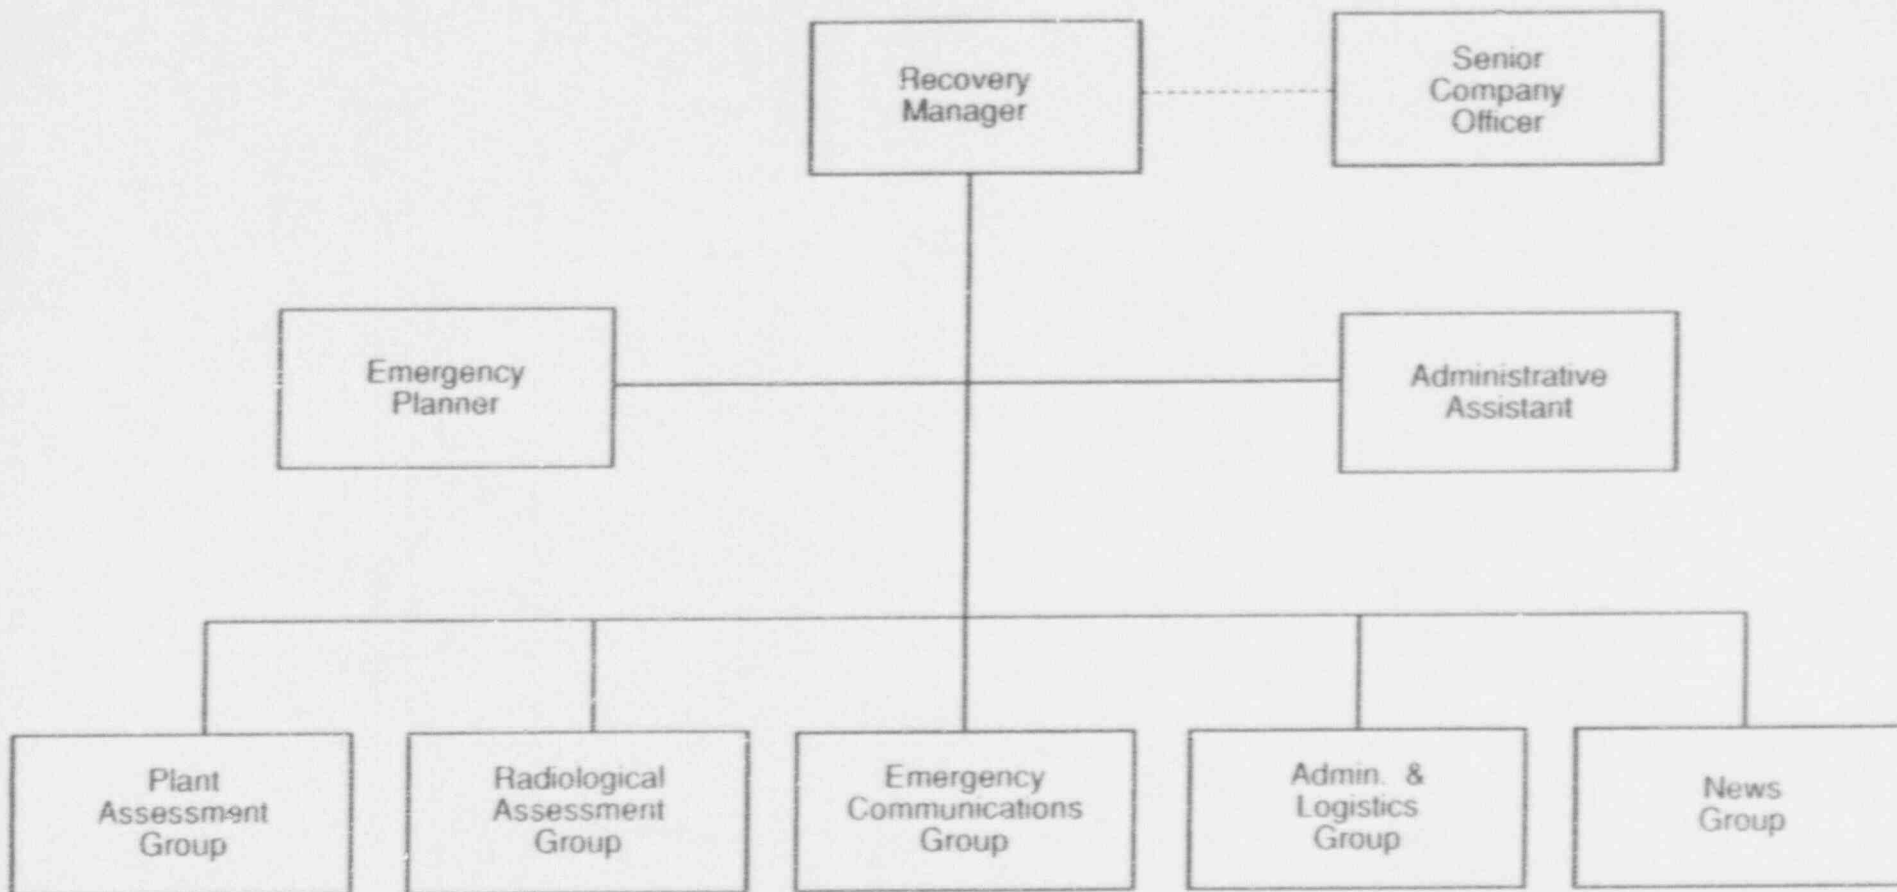 Recovery
Manager
Senior
Company
Officer
Emergency
Planner
Administrative
Assistant
Plant
Assessment
Group
Radiological
Assessment
Group
Emergency
Communications
Group
Admin. &
Logistics
Group
News
Group